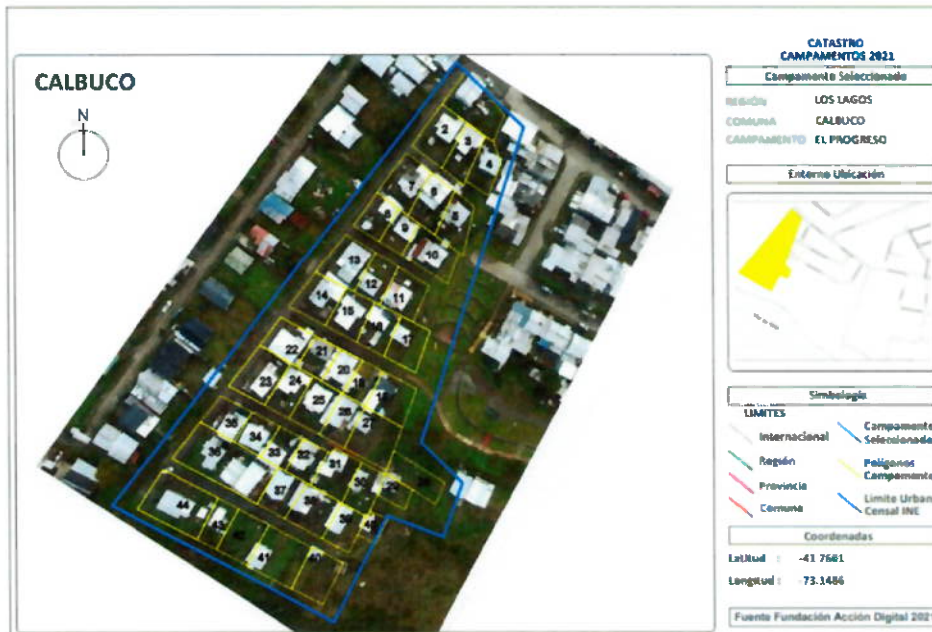 CATASTRO
CAMPAMENTOS 2021
Campamento Seleccionado
REGIÓN LOS LAGOS
COMUNA CALBUCO
CAMPAMENTO EL PROGRESO
Entorno Ubicación
CALBUCO
N
2 3
4
7 6
5
8 9
10
13
12 11
14
15 16
17
22 21 20
23 24 25 26 27
35 34 33 32 31 30
36
37 38 39
44 43
41 40
Simbología
LIMITES
Internacional
Región
Provincia
Comuna
Campamento
Seleccionado
Polígonos
Campamento
Limite Urban
Censal INE
Coordenadas
Latitud : -41.7661
Longitud : -73.1486
Fuente Fundación Acción Digital 2021